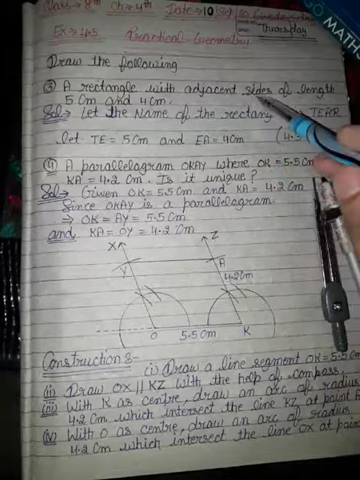 Class - 8th Ch - 4th Date → 10
Thursday
Ex → 4.5 Practical Geometry
Draw the following
③ A rectangle with adjacent sides of length
5 Cm and 4 Cm.
Sol:- Let the Name of the rectang TEAR
let TE = 5 Cm and EA = 4 Cm
④ A parallelogram OKAY where OK = 5.5 Cm
KA = 4.2 Cm. Is it unique?
Sol:- Given OK = 5.5 Cm and KA = 4.2 Cm
Since OKAY is a parallelogram.
⇒ OK = AY = 5.5 Cm
and KA = OY = 4.2 Cm
X Z
Y A
4.2 Cm
O 5.5 Cm K
Construction :- (i) Draw a line segment OK = 5.5 Cm
(ii) Draw OX || KZ with the help of compass.
(iii) With K as centre, draw an arc of radius
4.2 Cm which intersect the line KZ at point A
(iv) With O as centre, draw an arc of radius
4.2 Cm which intersect the line OX at point